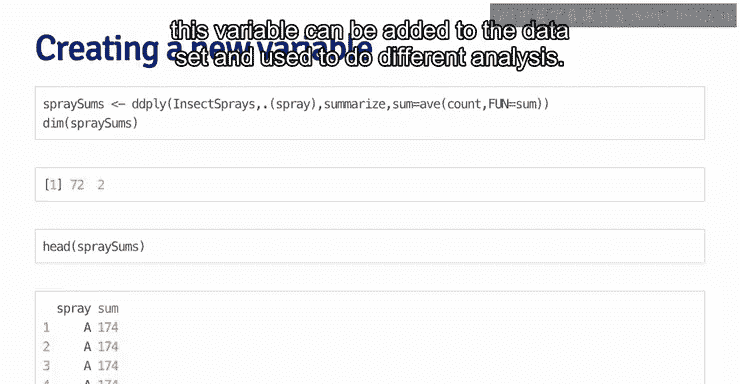 this variable can be added to the data
Creating a new variable
set and used to do different analysis.
spraySums <- ddply(InsectSprays,.(spray),summarize,sum=ave(count,FUN=sum))
dim(spraySums)
[1] 72  2
head(spraySums)
  spray sum
1     A 174
2     A 174
3     A 174
4     A 174